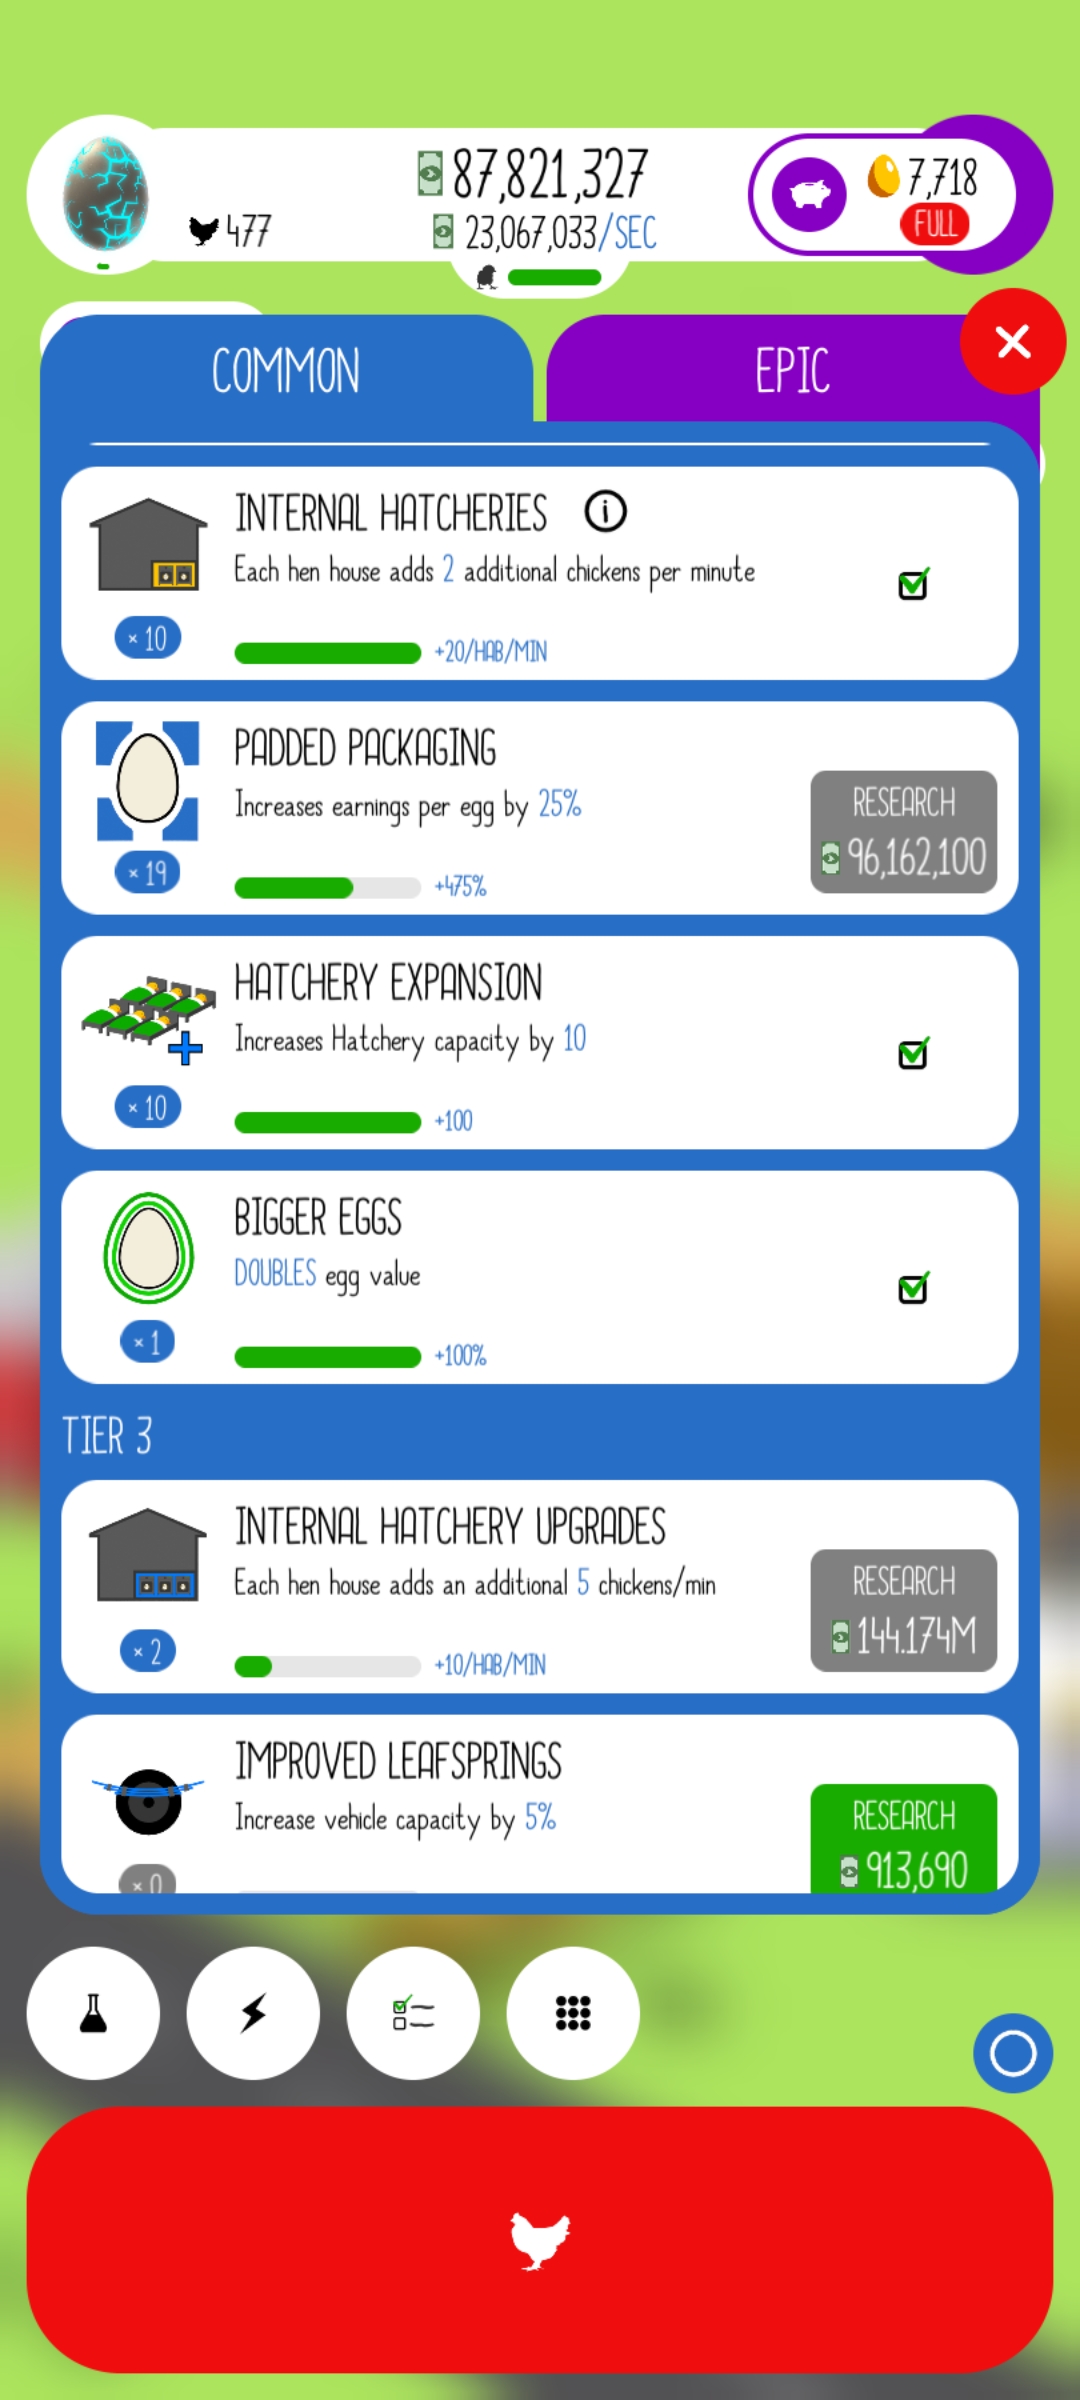 87,821,327
477
23,067,033/SEC
7,718
FULL
COMMON
EPIC
INTERNAL HATCHERIES
Each hen house adds 2 additional chickens per minute
× 10
+20/HAB/MIN
PADDED PACKAGING
Increases earnings per egg by 25%
RESEARCH
96,162,100
× 19
+475%
HATCHERY EXPANSION
Increases Hatchery capacity by 10
× 10
+100
BIGGER EGGS
DOUBLES egg value
× 1
+100%
TIER 3
INTERNAL HATCHERY UPGRADES
Each hen house adds an additional 5 chickens/min
RESEARCH
144.174M
× 2
+10/HAB/MIN
IMPROVED LEAFSPRINGS
Increase vehicle capacity by 5%
RESEARCH
913,690
× 0